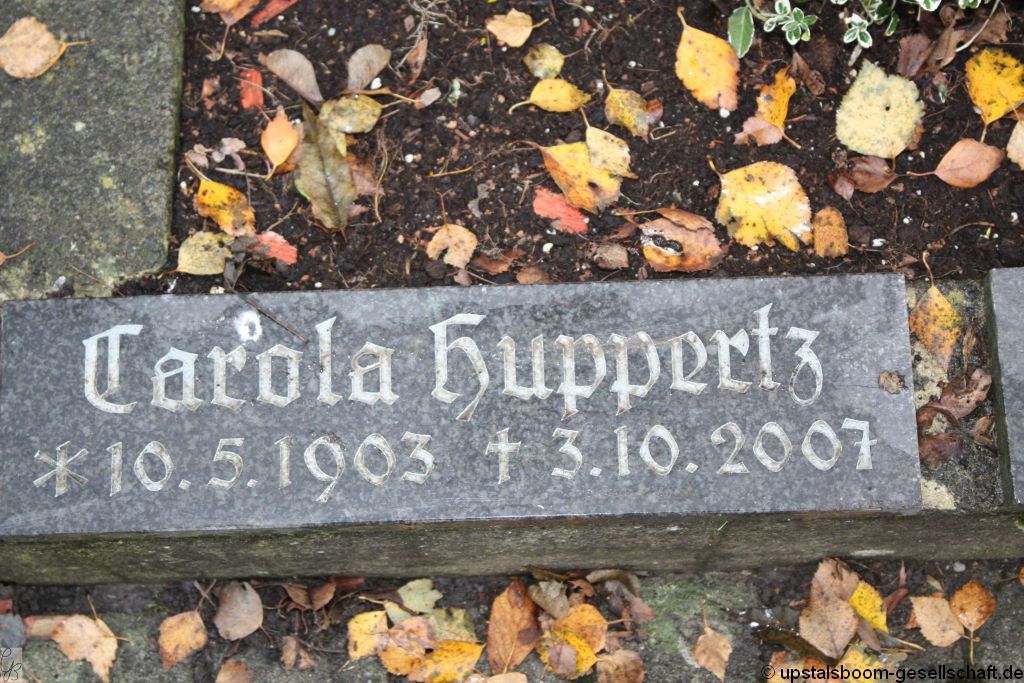 Carola Huppertz
* 10.5.1903 † 3.10.2007
© upstalsboom-gesellschaft.de